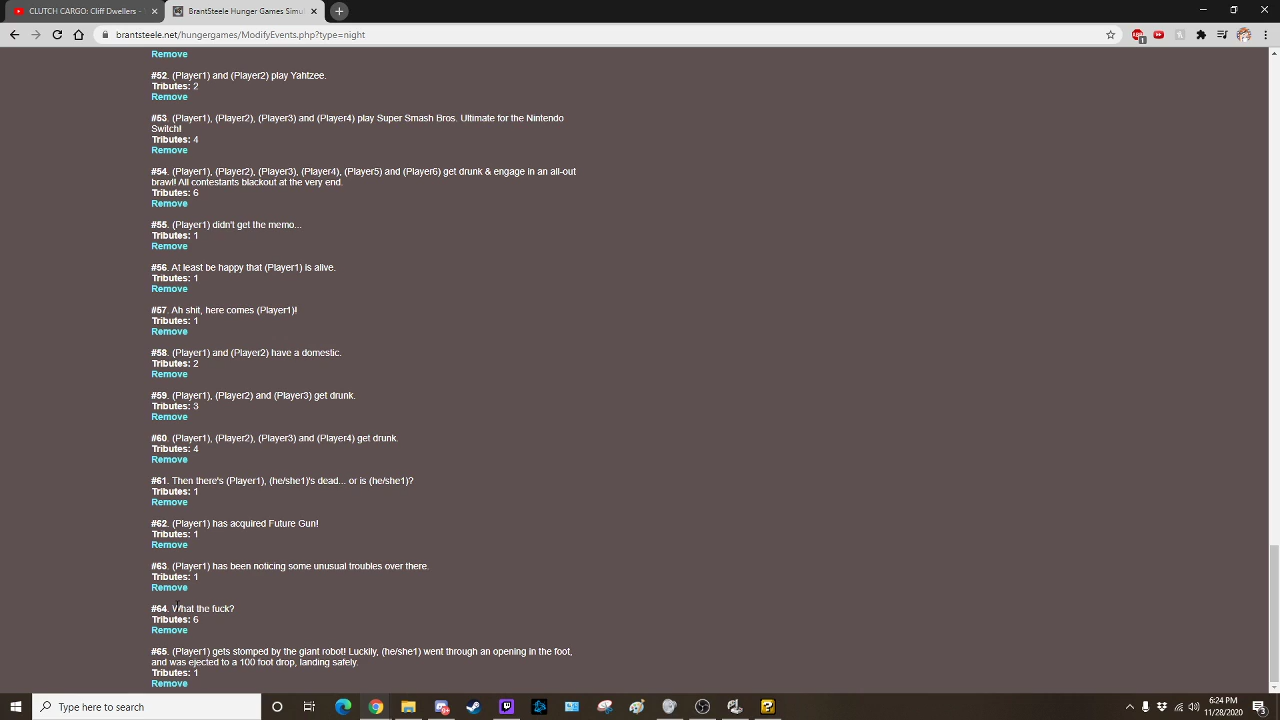 CLUTCH CARGO: Cliff Dwellers -
BrantSteele Hunger Games Simul
brantsteele.net/hungergames/ModifyEvents.php?type=night
1
Remove
#52. (Player1) and (Player2) play Yahtzee.
Tributes: 2
Remove
#53. (Player1), (Player2), (Player3) and (Player4) play Super Smash Bros. Ultimate for the Nintendo
Switch!
Tributes: 4
Remove
#54. (Player1), (Player2), (Player3), (Player4), (Player5) and (Player6) get drunk & engage in an all-out
brawl! All contestants blackout at the very end.
Tributes: 6
Remove
#55. (Player1) didn't get the memo...
Tributes: 1
Remove
#56. At least be happy that (Player1) is alive.
Tributes: 1
Remove
#57. Ah shit, here comes (Player1)!
Tributes: 1
Remove
#58. (Player1) and (Player2) have a domestic.
Tributes: 2
Remove
#59. (Player1), (Player2) and (Player3) get drunk.
Tributes: 3
Remove
#60. (Player1), (Player2), (Player3) and (Player4) get drunk.
Tributes: 4
Remove
#61. Then there's (Player1), (he/she1)'s dead... or is (he/she1)?
Tributes: 1
Remove
#62. (Player1) has acquired Future Gun!
Tributes: 1
Remove
#63. (Player1) has been noticing some unusual troubles over there.
Tributes: 1
Remove
#64. What the fuck?
Tributes: 6
Remove
#65. (Player1) gets stomped by the giant robot! Luckily, (he/she1) went through an opening in the foot,
and was ejected to a 100 foot drop, landing safely.
Tributes: 1
Remove
Type here to search
6:24 PM
11/28/2020